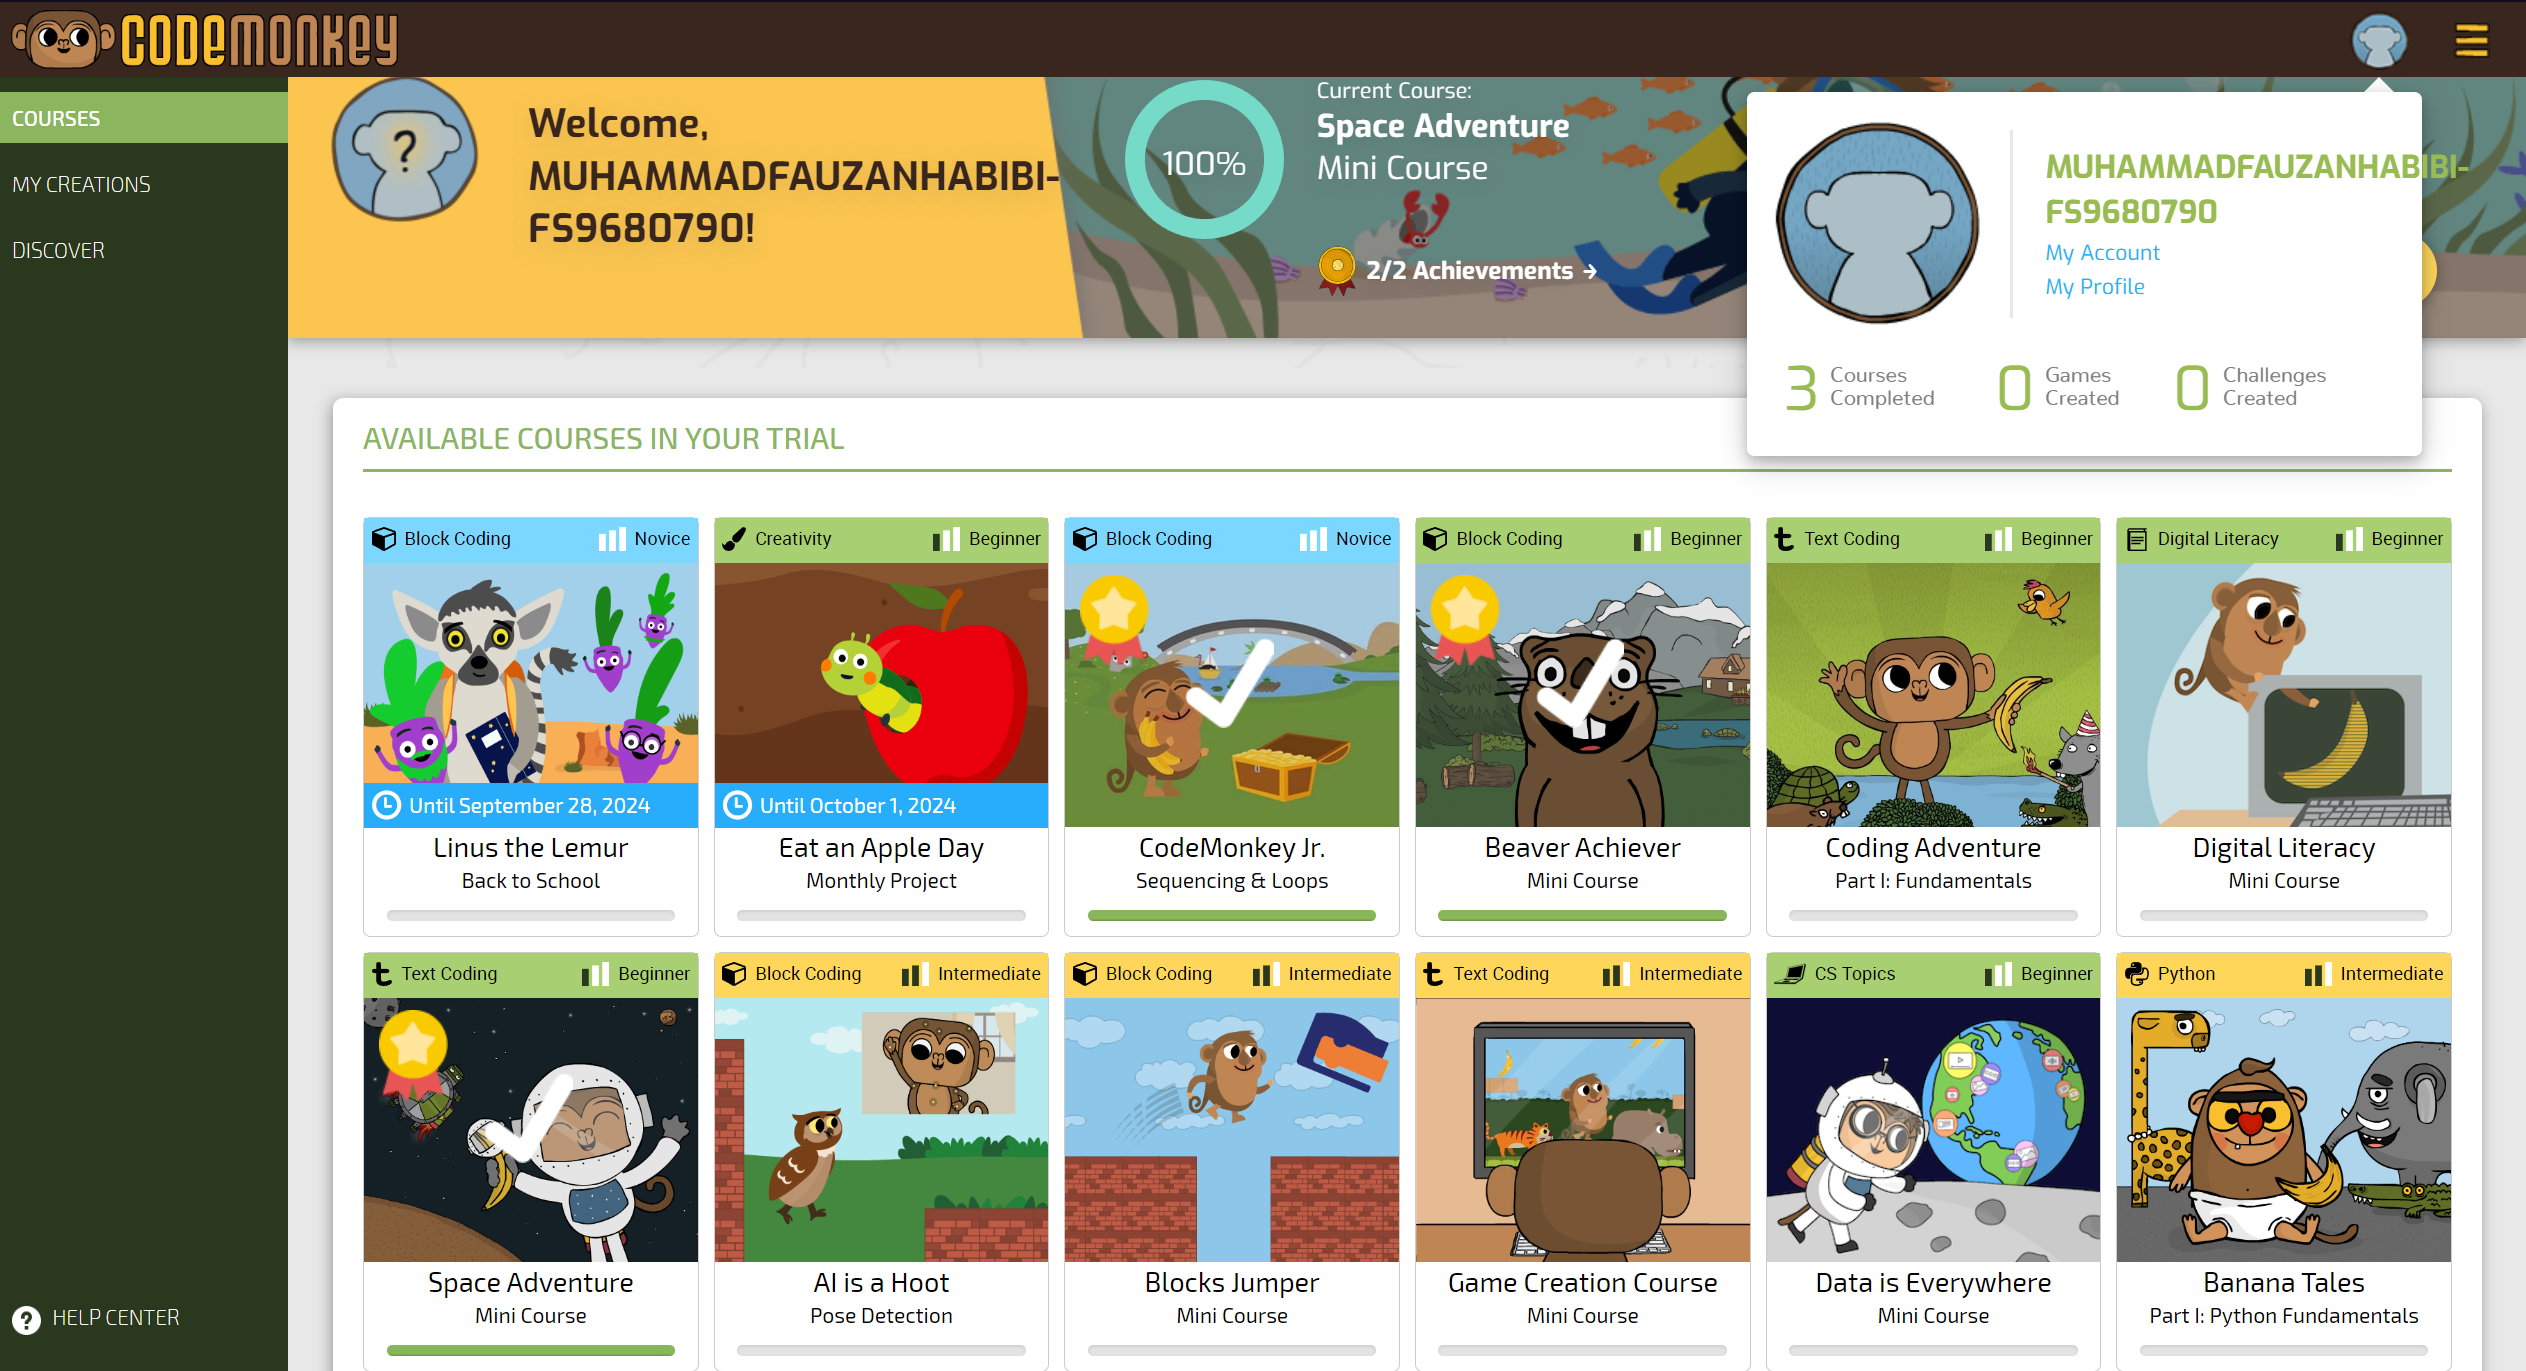 CODEMONKEY
COURSES
MY CREATIONS
DISCOVER
HELP CENTER
Welcome,
MUHAMMADFAUZANHABIBI-
FS9680790!
100%
Current Course:
Space Adventure
Mini Course
2/2 Achievements →
MUHAMMADFAUZANHABIBI-
FS9680790
My Account
My Profile
3 Courses
Completed
0 Games
Created
0 Challenges
Created
AVAILABLE COURSES IN YOUR TRIAL
Block Coding Novice
Until September 28, 2024
Linus the Lemur
Back to School
Creativity Beginner
Until October 1, 2024
Eat an Apple Day
Monthly Project
Block Coding Novice
CodeMonkey Jr.
Sequencing & Loops
Block Coding Beginner
Beaver Achiever
Mini Course
Text Coding Beginner
Coding Adventure
Part I: Fundamentals
Digital Literacy Beginner
Digital Literacy
Mini Course
Text Coding Beginner
Space Adventure
Mini Course
Block Coding Intermediate
AI is a Hoot
Pose Detection
Block Coding Intermediate
Blocks Jumper
Mini Course
Text Coding Intermediate
Game Creation Course
Mini Course
CS Topics Beginner
Data is Everywhere
Mini Course
Python Intermediate
Banana Tales
Part I: Python Fundamentals